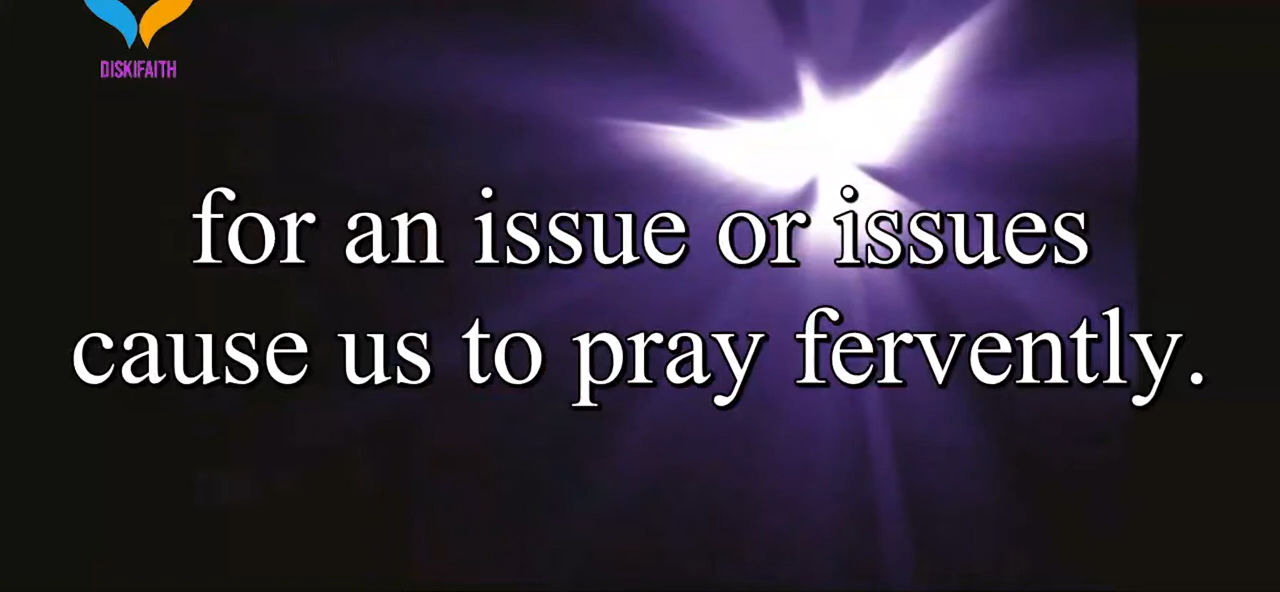 DISKIFAITH
for an issue or issues
cause us to pray fervently.